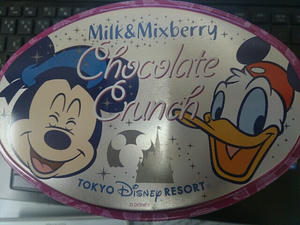 Milk&Mixberry
Chocolate
Crunch
TOKYO Disney RESORT
© DISNEY